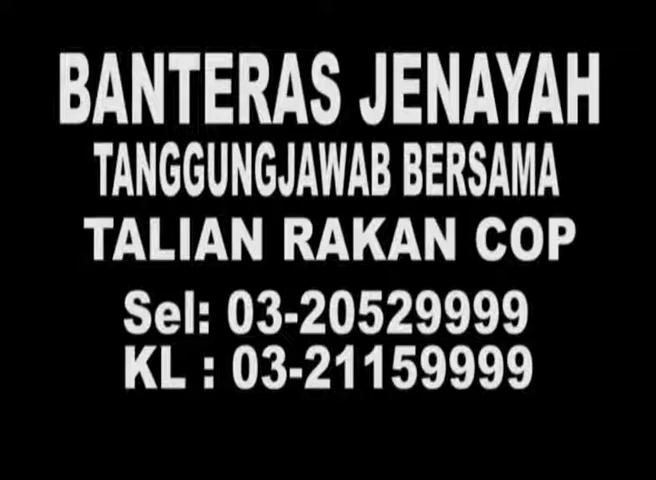 BANTERAS JENAYAH
TANGGUNGJAWAB BERSAMA
TALIAN RAKAN COP
Sel: 03-20529999
KL : 03-21159999